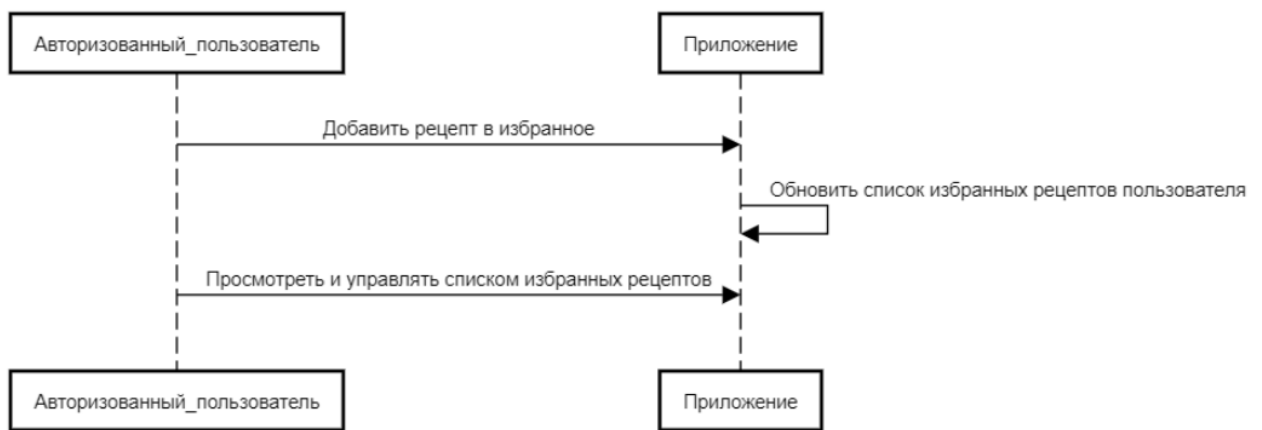 Авторизованный_пользователь
Приложение
Добавить рецепт в избранное
Обновить список избранных рецептов пользователя
Просмотреть и управлять списком избранных рецептов
Авторизованный_пользователь
Приложение